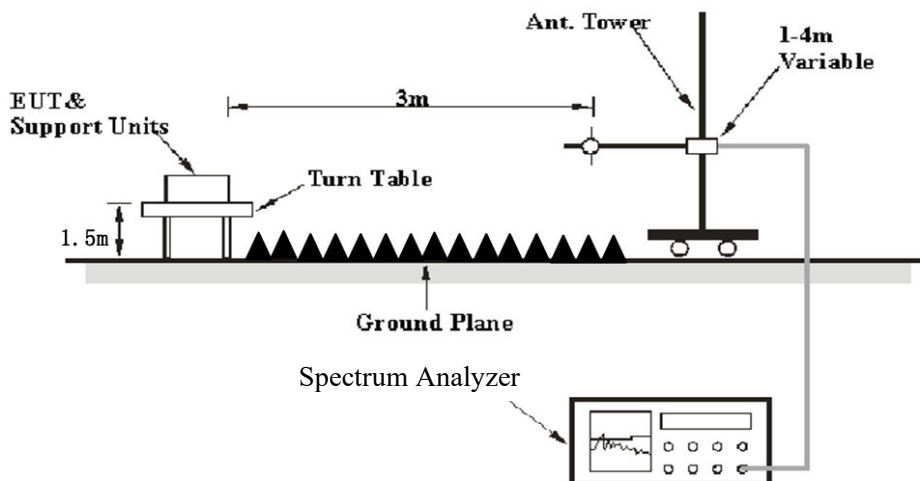 Ant. Tower
1-4m
Variable
3m
EUT&
Support Units
Turn Table
1.5m
Ground Plane
Spectrum Analyzer